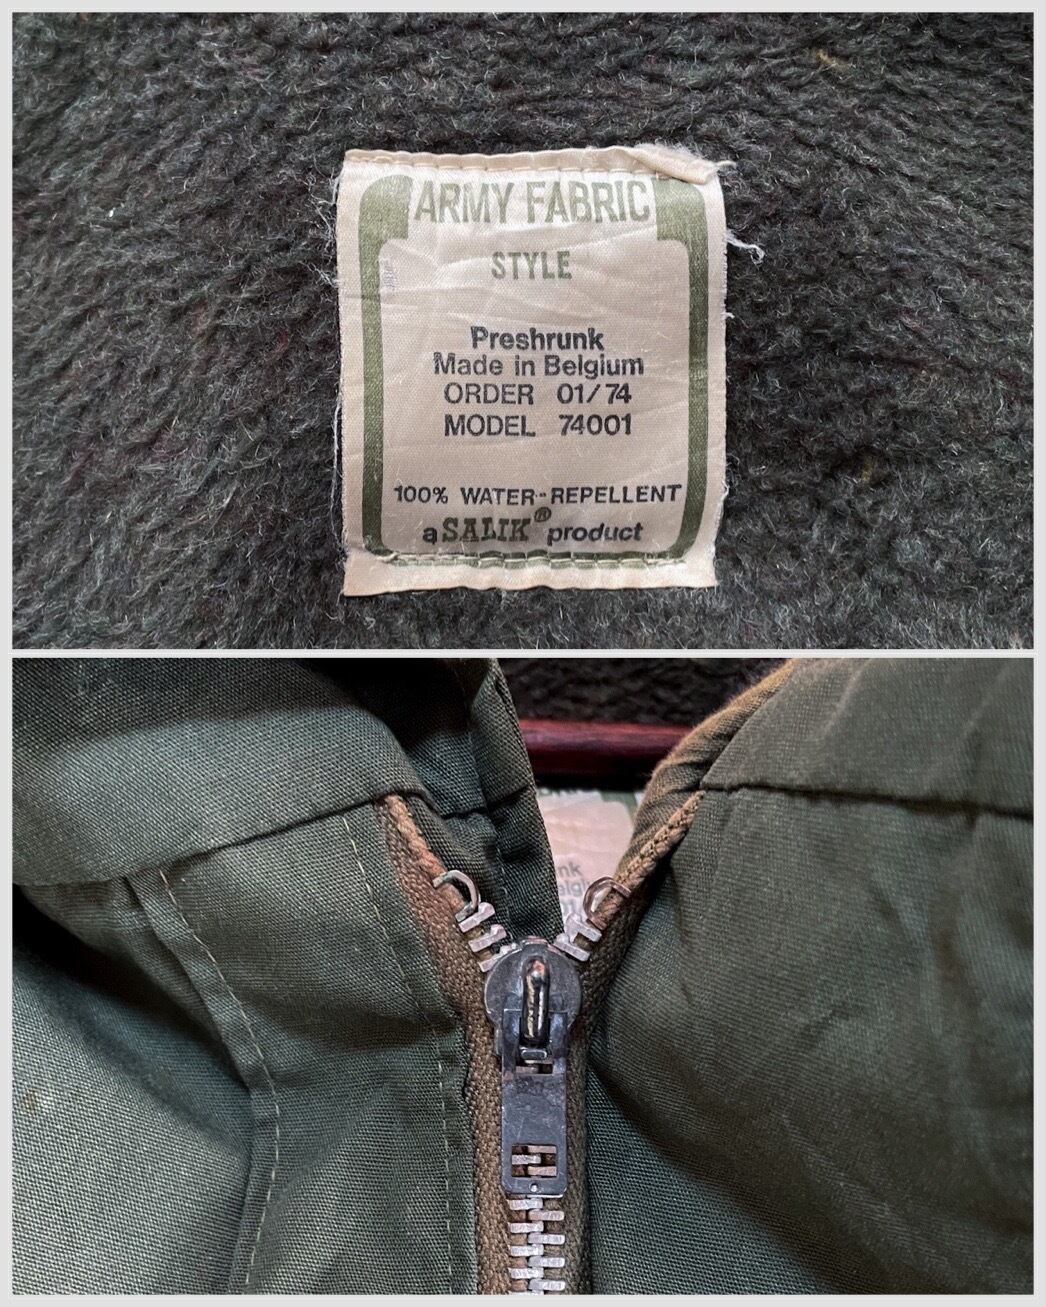 ARMY FABRIC
STYLE
Preshrunk
Made in Belgium
ORDER 01/74
MODEL 74001
100% WATER-REPELLENT
a SALIK® product